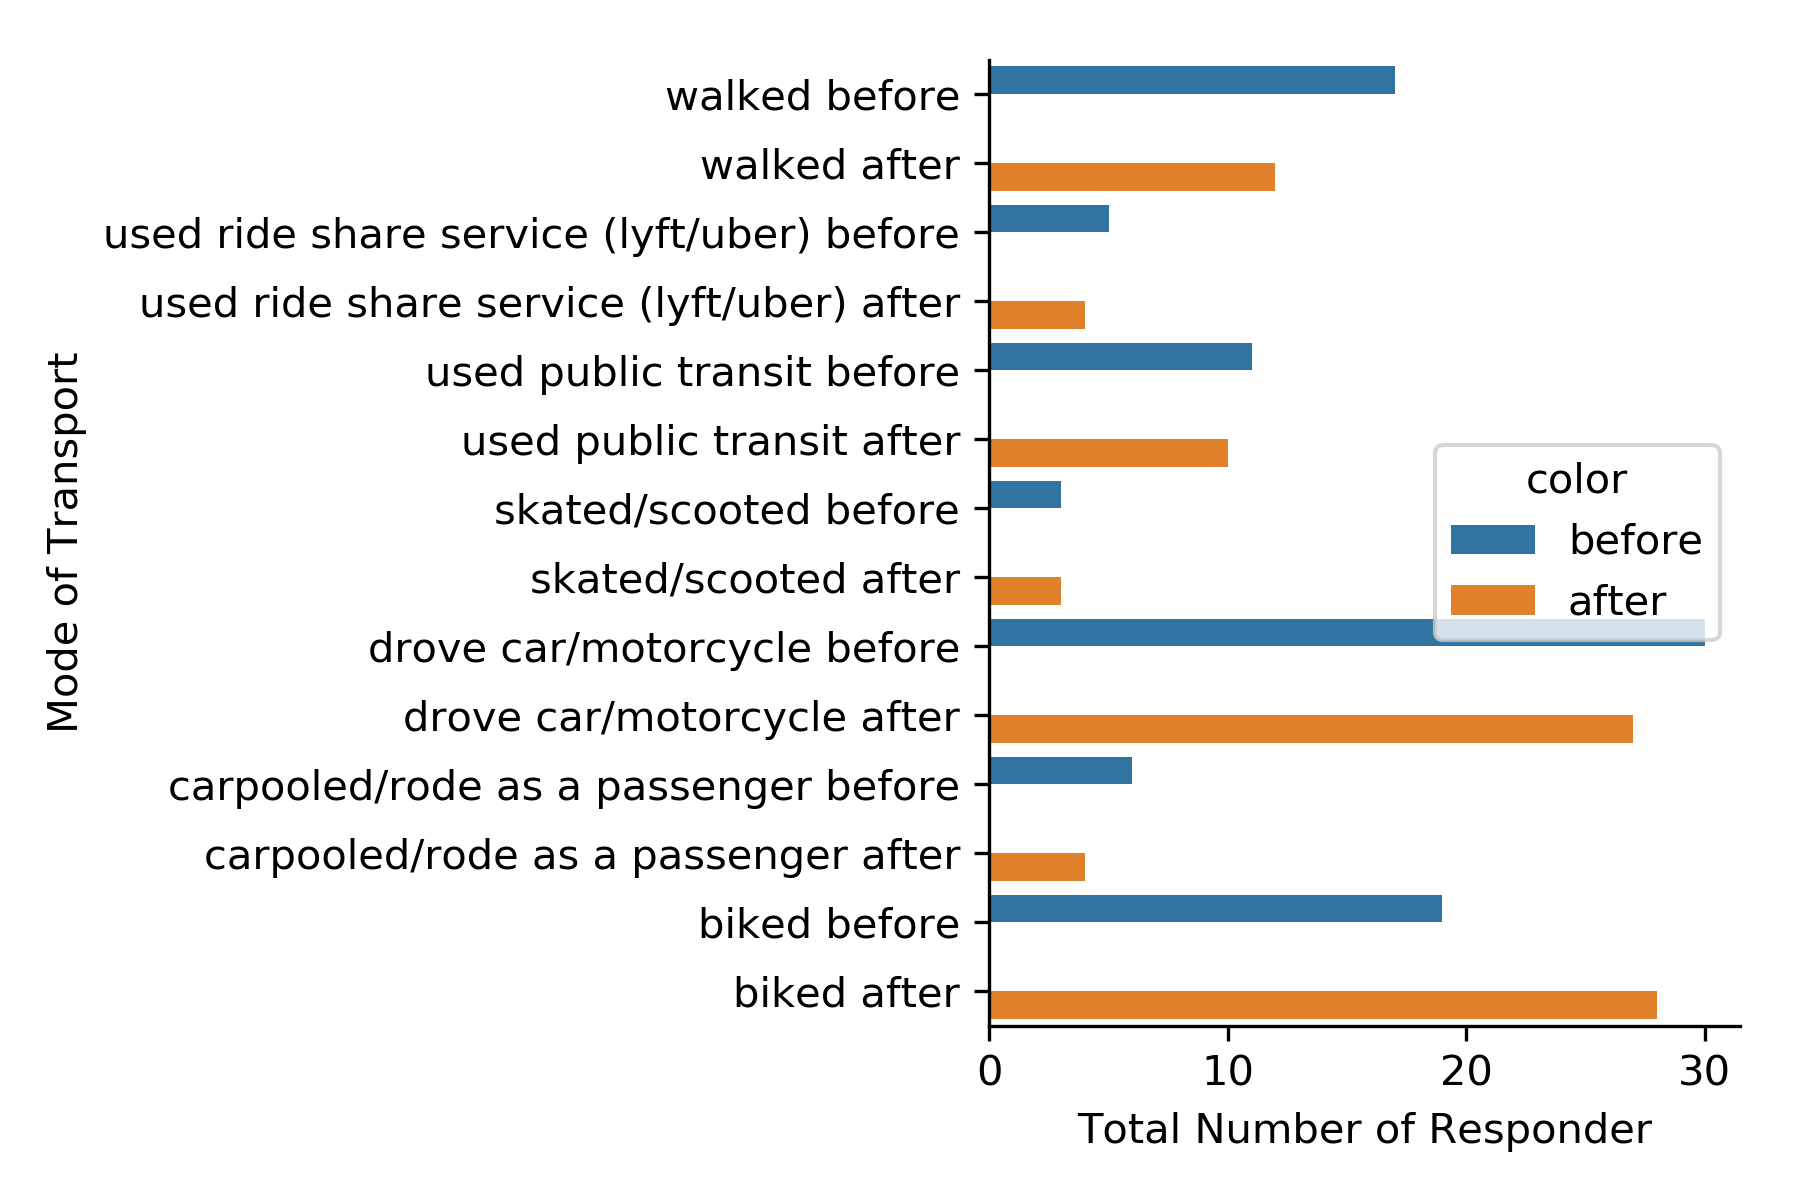 walked before
walked after
used ride share service (lyft/uber) before
used ride share service (lyft/uber) after
used public transit before
used public transit after
skated/scooted before
skated/scooted after
drove car/motorcycle before
drove car/motorcycle after
carpooled/rode as a passenger before
carpooled/rode as a passenger after
biked before
biked after
Mode of Transport
color
before
after
0 10 20 30
Total Number of Responder